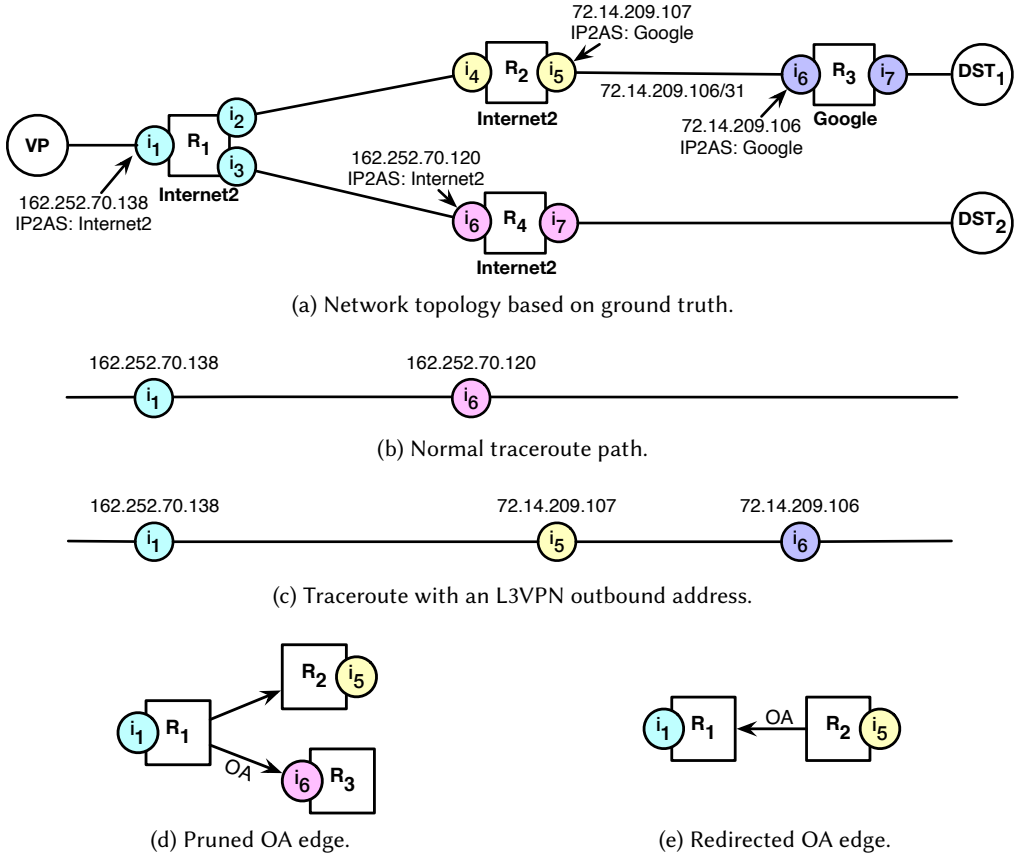 72.14.209.107
IP2AS: Google
i4 R2 i5
i6 R3 i7 DST1
72.14.209.106/31
Internet2
Google
72.14.209.106
IP2AS: Google
VP
i1 R1 i2
i3
Internet2
162.252.70.138
IP2AS: Internet2
162.252.70.120
IP2AS: Internet2
i6 R4 i7 DST2
Internet2
(a) Network topology based on ground truth.
162.252.70.138 162.252.70.120
i1 i6
(b) Normal traceroute path.
162.252.70.138 72.14.209.107 72.14.209.106
i1 i5 i6
(c) Traceroute with an L3VPN outbound address.
R2 i5
i1 R1
OA
i6 R3
(d) Pruned OA edge.
i1 R1 OA R2 i5
(e) Redirected OA edge.